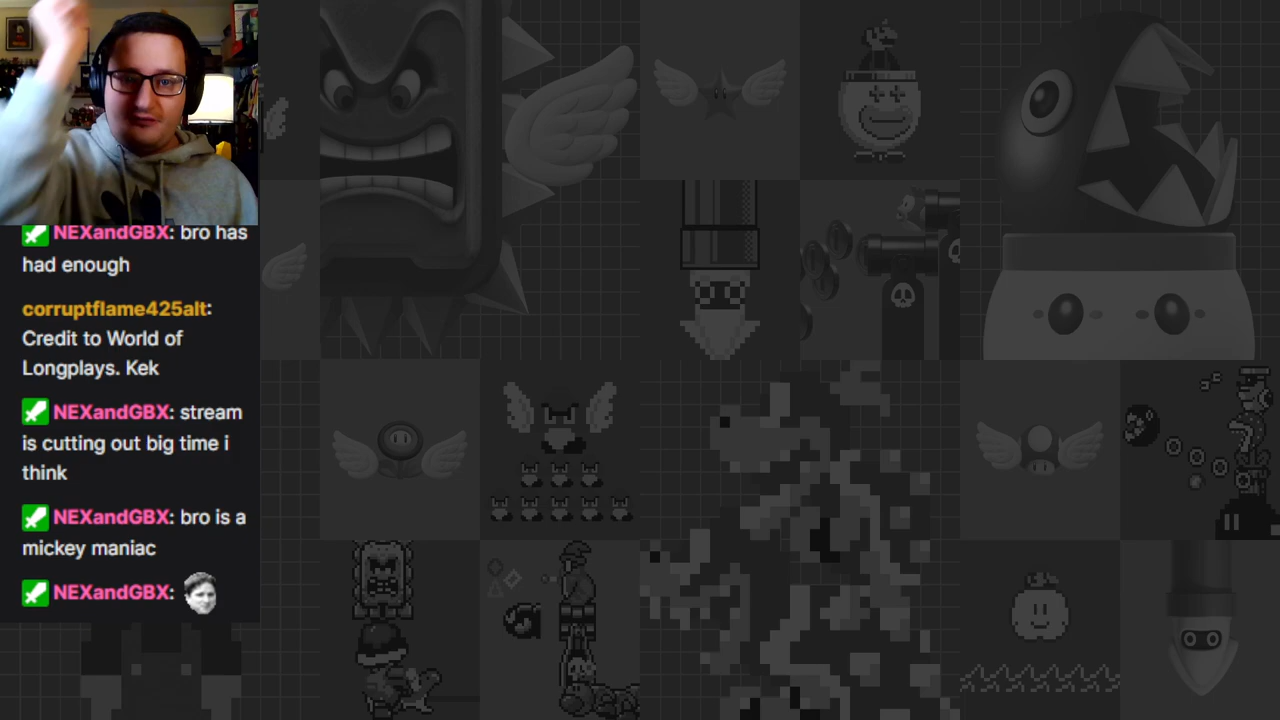 NEXandGBX: bro has
had enough
corruptflame425alt:
Credit to World of
Longplays. Kek
NEXandGBX: stream
is cutting out big time i
think
NEXandGBX: bro is a
mickey maniac
NEXandGBX: